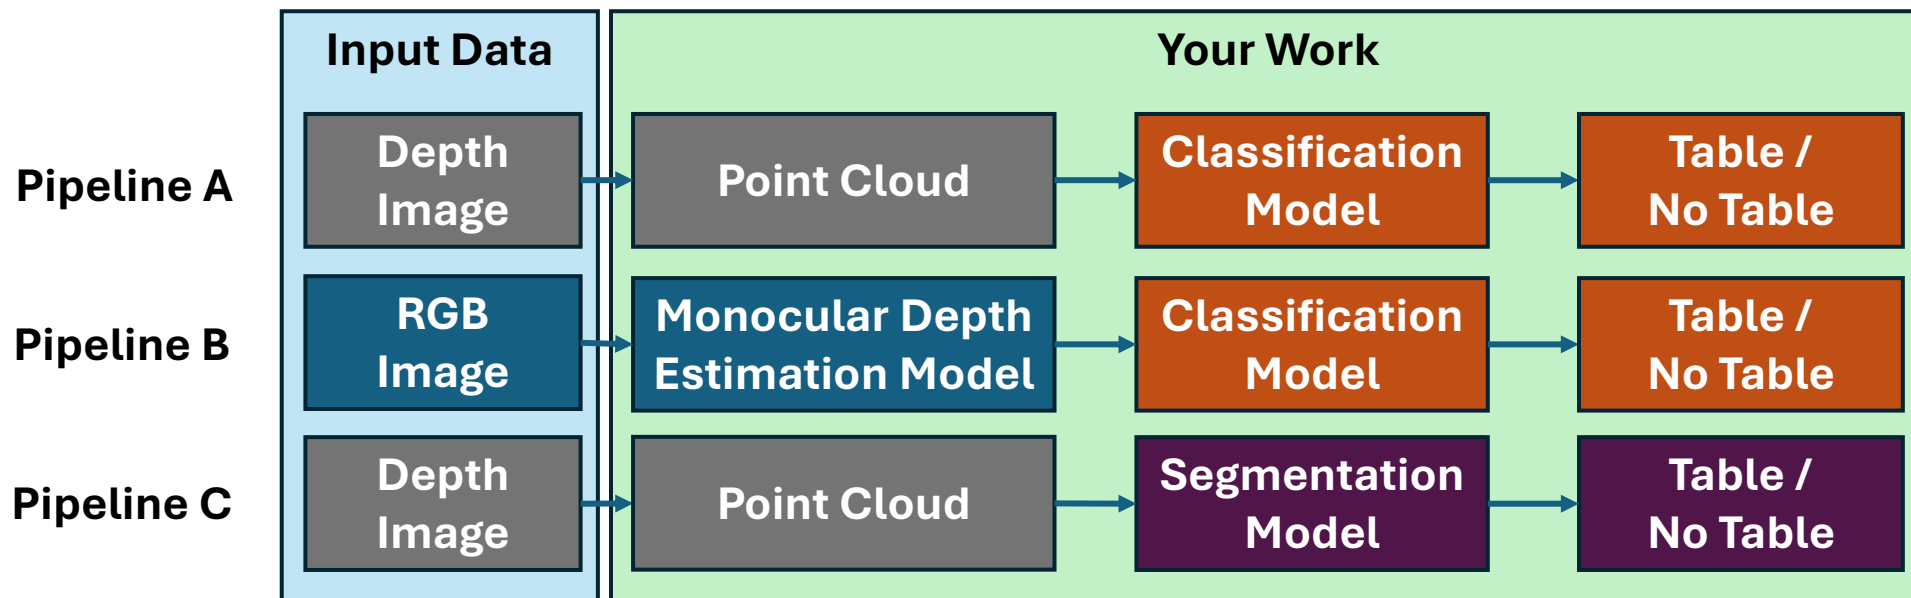 Input Data
Your Work
Pipeline A
Depth
Image
Point Cloud
Classification
Model
Table /
No Table
Pipeline B
RGB
Image
Monocular Depth
Estimation Model
Classification
Model
Table /
No Table
Pipeline C
Depth
Image
Point Cloud
Segmentation
Model
Table /
No Table